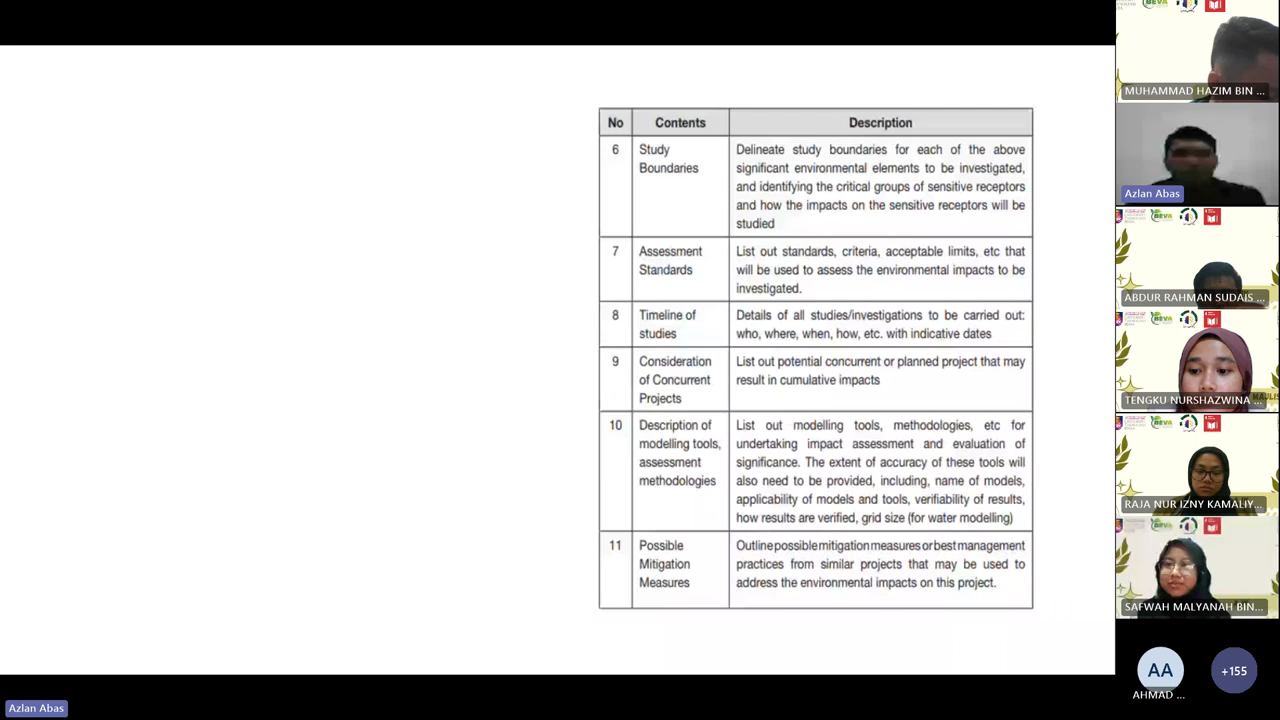 No Contents Description
6 Study Boundaries
Delineate study boundaries for each of the above
significant environmental elements to be investigated,
and identifying the critical groups of sensitive receptors
and how the impacts on the sensitive receptors will be
studied
7 Assessment Standards
List out standards, criteria, acceptable limits, etc that
will be used to assess the environmental impacts to be
investigated.
8 Timeline of studies
Details of all studies/investigations to be carried out:
who, where, when, how, etc. with indicative dates
9 Consideration of Concurrent Projects
List out potential concurrent or planned project that may
result in cumulative impacts
10 Description of modelling tools, assessment methodologies
List out modelling tools, methodologies, etc for
undertaking impact assessment and evaluation of
significance. The extent of accuracy of these tools will
also need to be provided, including, name of models,
applicability of models and tools, verifiability of results,
how results are verified, grid size (for water modelling)
11 Possible Mitigation Measures
Outline possible mitigation measures or best management
practices from similar projects that may be used to
address the environmental impacts on this project.
BEVA
MUHAMMAD HAZIM BIN ...
Azlan Abas
BEVA
ABDUR RAHMAN SUDAIS ...
BEVA
TENGKU NURSHAZWINA ...
BEVA
RAJA NUR IZNY KAMALIY...
BEVA
SAFWAH MALYANAH BIN...
AA
+155
AHMAD ...
Azlan Abas